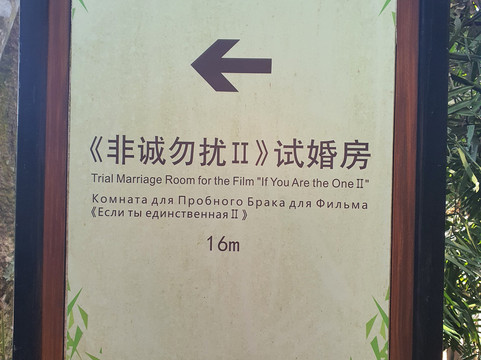 《非诚勿扰Ⅱ》试婚房
Trial Marriage Room for the Film "If You Are the One Ⅱ"
Комната для Пробного Брака для Фильма
《Если ты единственная Ⅱ》
16m